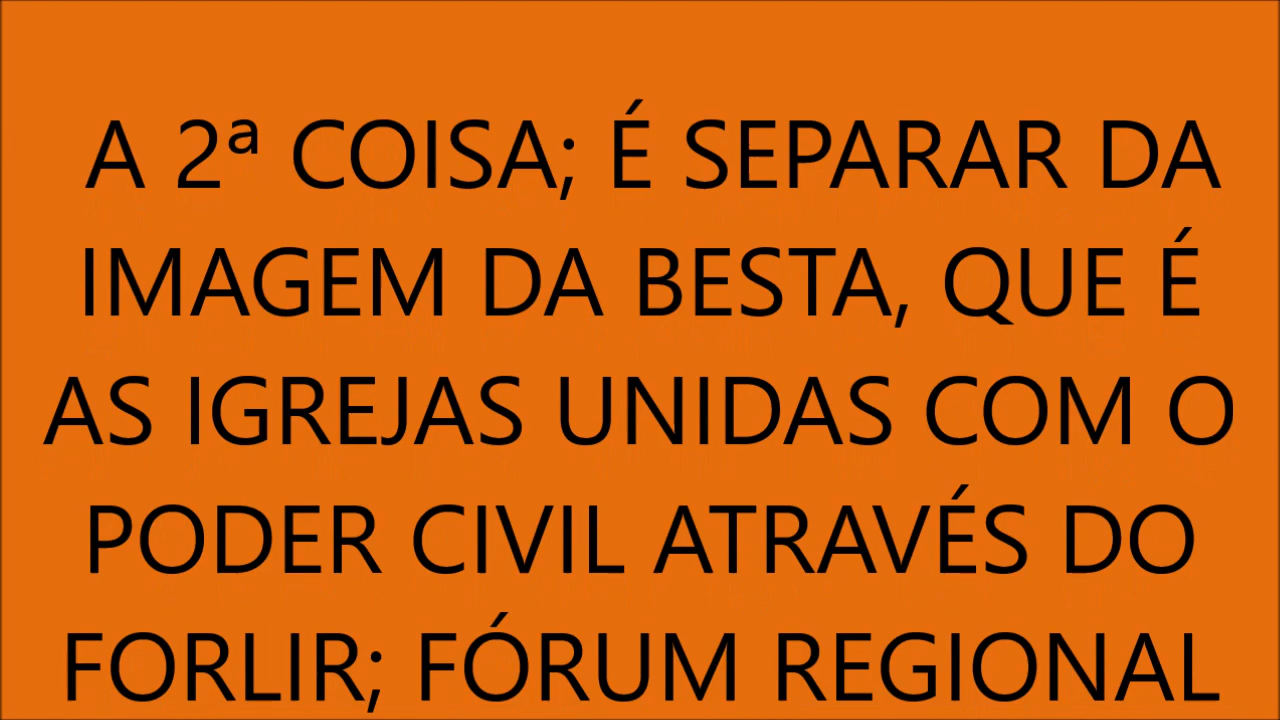 A 2ª COISA; É SEPARAR DA
IMAGEM DA BESTA, QUE É
AS IGREJAS UNIDAS COM O
PODER CIVIL ATRAVÉS DO
FORLIR; FÓRUM REGIONAL